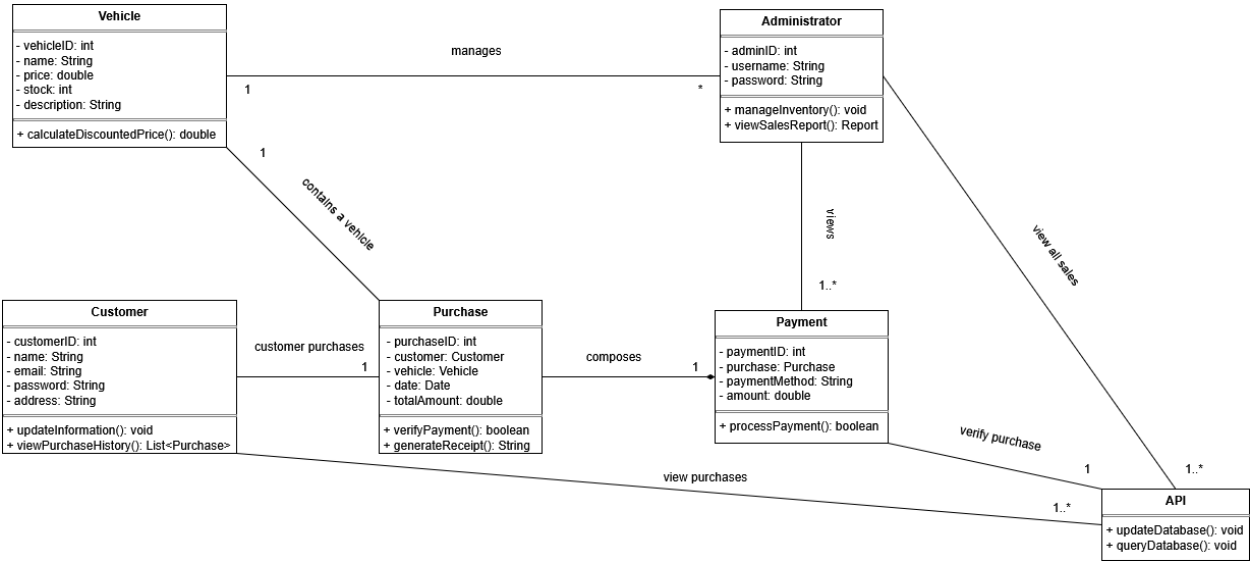 Vehicle
- vehicleID: int
- name: String
- price: double
- stock: int
- description: String
+ calculateDiscountedPrice(): double
manages
1
*
Administrator
- adminID: int
- username: String
- password: String
+ manageInventory(): void
+ viewSalesReport(): Report
1
contains a vehicle
views
1..*
view all sales
Customer
- customerID: int
- name: String
- email: String
- password: String
- address: String
+ updateInformation(): void
+ viewPurchaseHistory(): List<Purchase>
customer purchases
1
Purchase
- purchaseID: int
- customer: Customer
- vehicle: Vehicle
- date: Date
- totalAmount: double
+ verifyPayment(): boolean
+ generateReceipt(): String
composes
1
Payment
- paymentID: int
- purchase: Purchase
- paymentMethod: String
- amount: double
+ processPayment(): boolean
verify purchase
1
1..*
view purchases
1..*
API
+ updateDatabase(): void
+ queryDatabase(): void